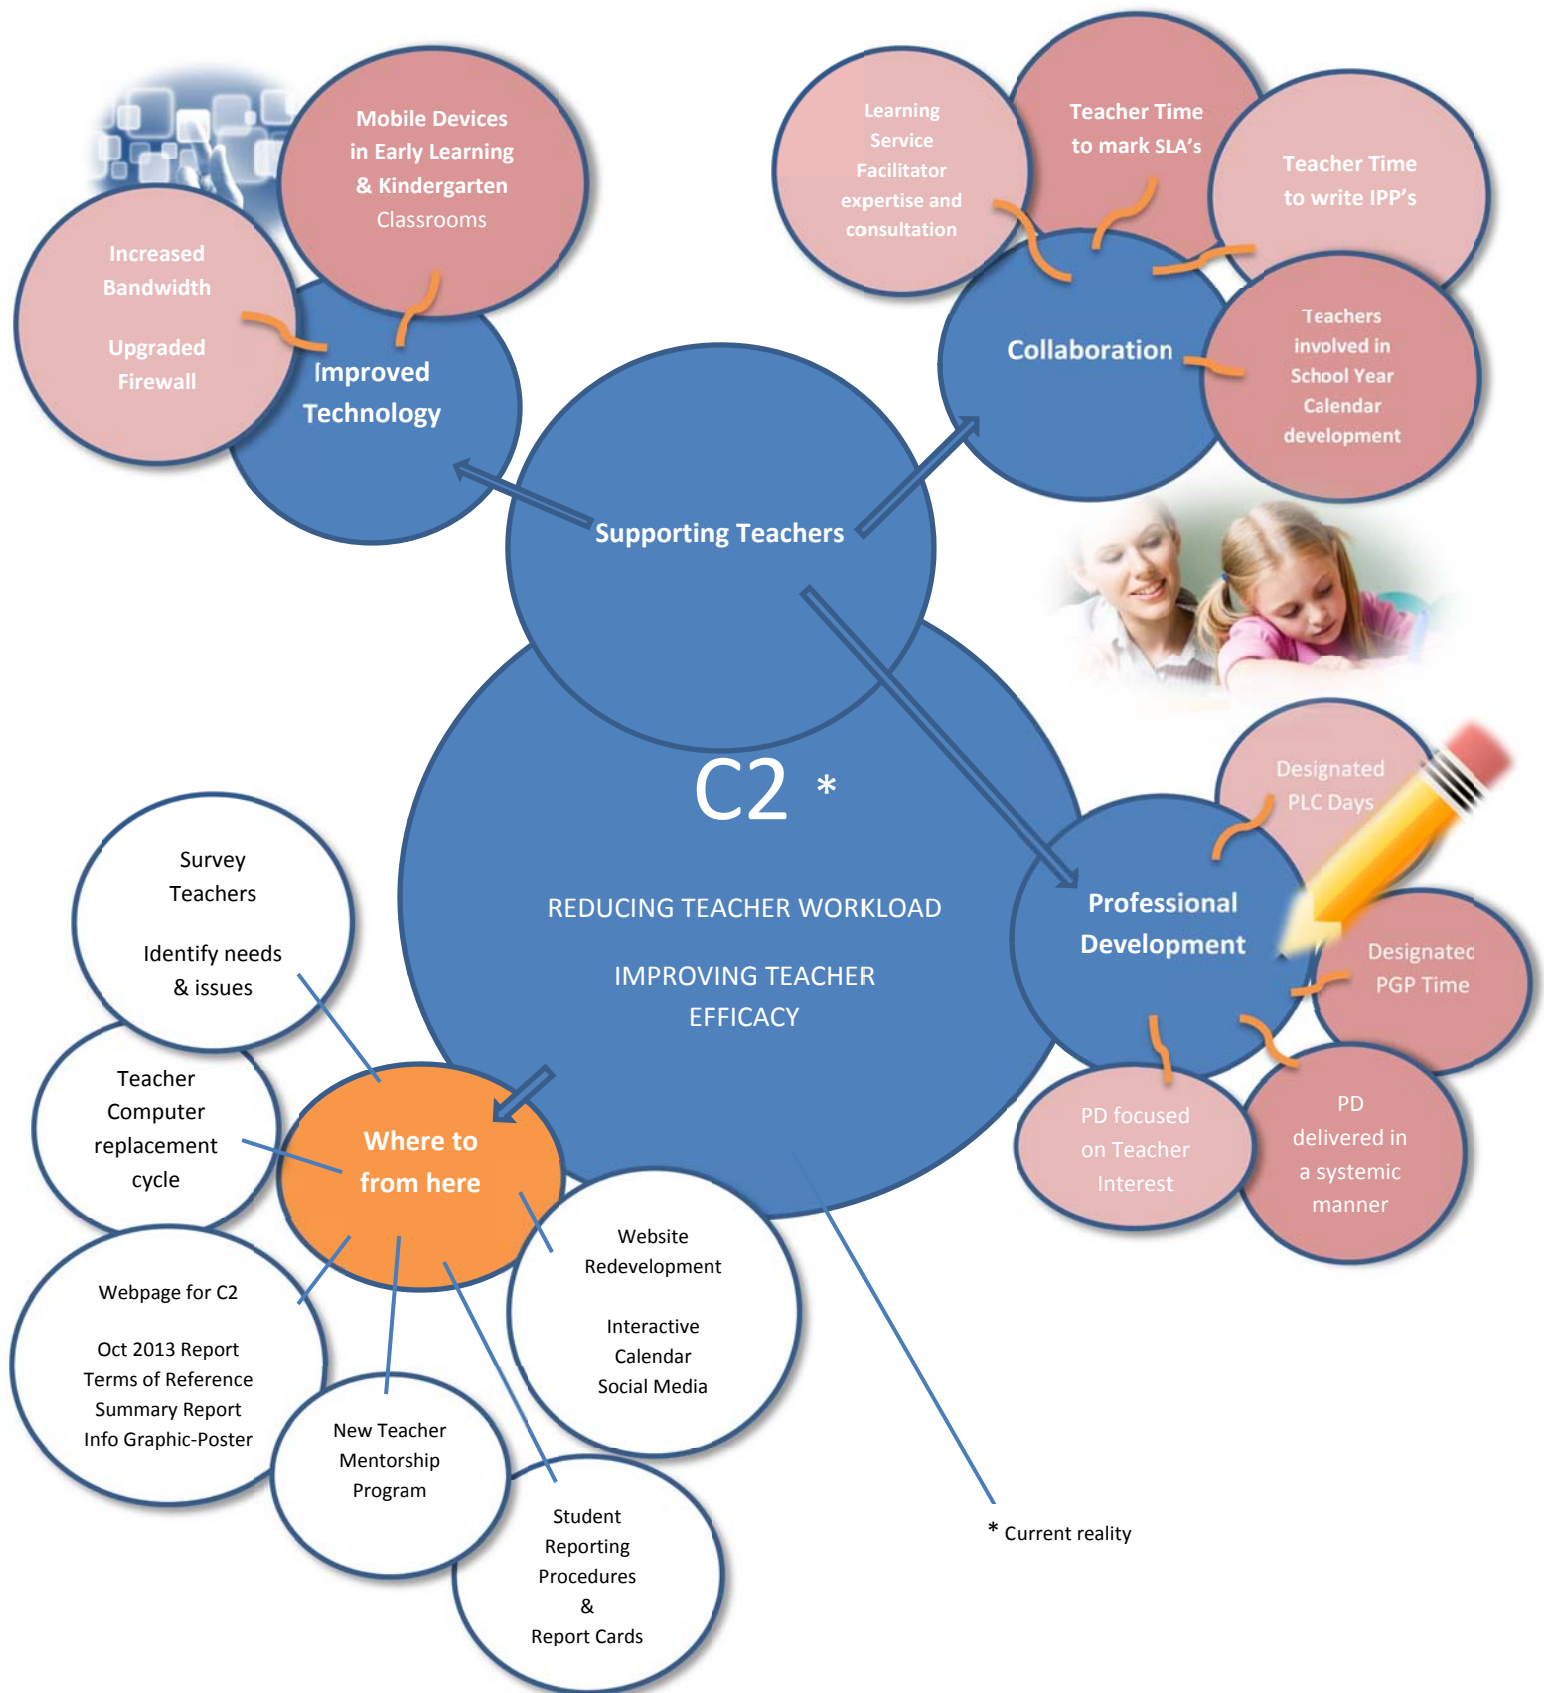 Mobile Devices
in Early Learning
& Kindergarten
Classrooms
Increased
Bandwidth
Upgraded
Firewall
Improved
Technology
Learning
Service
Facilitator
expertise and
consultation
Teacher Time
to mark SLA's
Teacher Time
to write IPP's
Collaboration
Teachers
involved in
School Year
Calendar
development
Supporting Teachers
C2 *
REDUCING TEACHER WORKLOAD
IMPROVING TEACHER
EFFICACY
Designated
PLC Days
Professional
Development
Designated
PGP Time
PD focused
on Teacher
Interest
PD
delivered in
a systemic
manner
Survey
Teachers
Identify needs
& issues
Teacher
Computer
replacement
cycle
Where to
from here
Webpage for C2
Oct 2013 Report
Terms of Reference
Summary Report
Info Graphic-Poster
New Teacher
Mentorship
Program
Website
Redevelopment
Interactive
Calendar
Social Media
Student
Reporting
Procedures
&
Report Cards
* Current reality